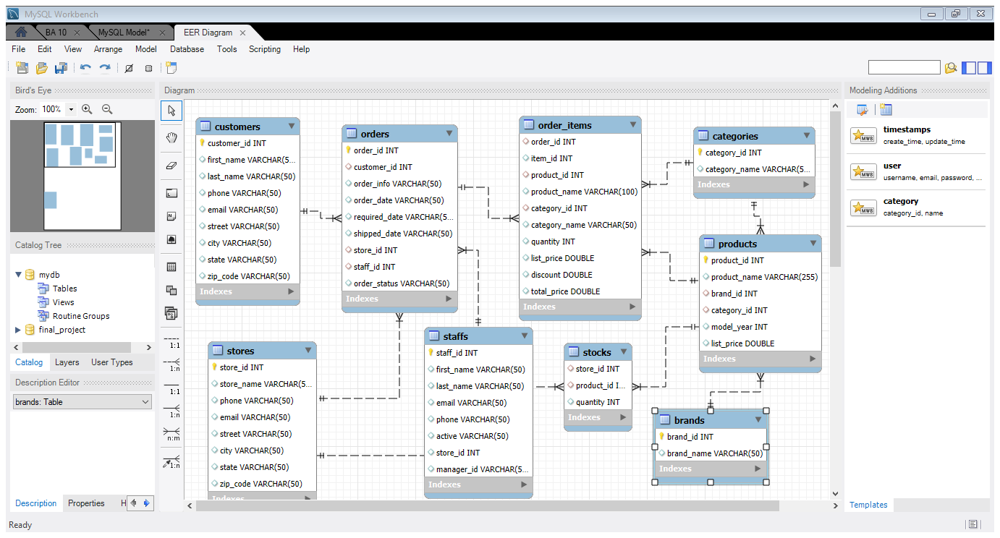 MySQL Workbench
BA 10
MySQL Model*
EER Diagram
File Edit View Arrange Model Database Tools Scripting Help
Bird's Eye
Zoom: 100%
Catalog Tree
mydb
Tables
Views
Routine Groups
final_project
Catalog Layers User Types
Description Editor
brands: Table
Description Properties H
Ready
1:1
1:n
1:1
1:n
n:m
1:n
Diagram
customers
customer_id INT
first_name VARCHAR(5...
last_name VARCHAR(50)
phone VARCHAR(50)
email VARCHAR(50)
street VARCHAR(50)
city VARCHAR(50)
state VARCHAR(50)
zip_code VARCHAR(50)
Indexes
orders
order_id INT
customer_id INT
order_info VARCHAR(50)
order_date VARCHAR(50)
required_date VARCHAR(5...
shipped_date VARCHAR(50)
store_id INT
staff_id INT
order_status VARCHAR(50)
Indexes
order_items
order_id INT
item_id INT
product_id INT
product_name VARCHAR(100)
category_id INT
category_name VARCHAR(50)
quantity INT
list_price DOUBLE
discount DOUBLE
total_price DOUBLE
Indexes
categories
category_id INT
category_name VARCHAR(5...
Indexes
products
product_id INT
product_name VARCHAR(255)
brand_id INT
category_id INT
model_year INT
list_price DOUBLE
Indexes
stores
store_id INT
store_name VARCHAR(5...
phone VARCHAR(50)
email VARCHAR(50)
street VARCHAR(50)
city VARCHAR(50)
state VARCHAR(50)
zip_code VARCHAR(50)
Indexes
staffs
staff_id INT
first_name VARCHAR(50)
last_name VARCHAR(50)
email VARCHAR(50)
phone VARCHAR(50)
active VARCHAR(50)
store_id INT
manager_id VARCHAR(5...
Indexes
stocks
store_id INT
product_id I...
quantity INT
Indexes
brands
brand_id INT
brand_name VARCHAR(50)
Indexes
Modeling Additions
MWB
timestamps
create_time, update_time
MWB
user
username, email, password, ...
MWB
category
category_id, name
Templates